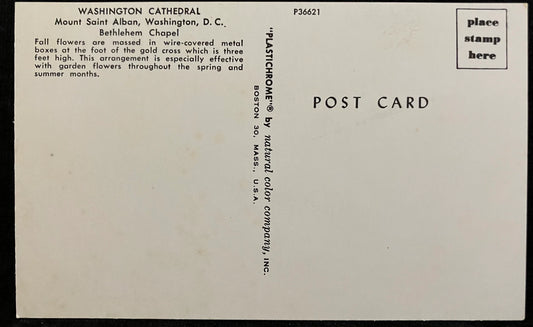 WASHINGTON CATHEDRAL
Mount Saint Alban, Washington, D. C.
Bethlehem Chapel
Fall flowers are massed in wire-covered metal
boxes at the foot of the gold cross which is three
feet high. This arrangement is especially effective
with garden flowers throughout the spring and
summer months.
"PLASTICHROME"® by natural color company, INC.
BOSTON 30, MASS., U.S.A.
P36621
POST CARD
place
stamp
here